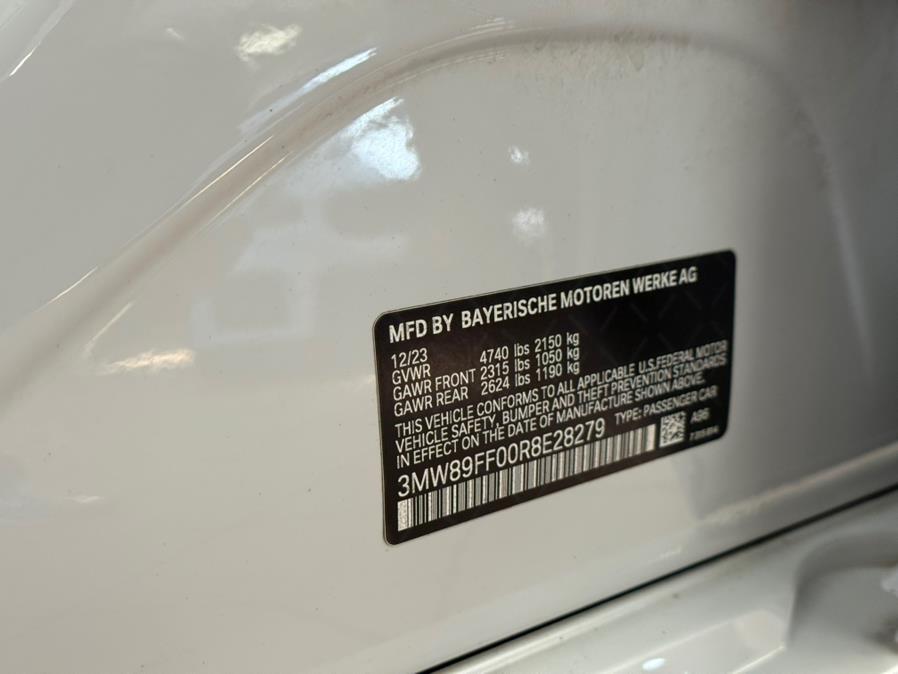 MFD BY BAYERISCHE MOTOREN WERKE AG
12/23
GVWR 4740 lbs 2150 kg
GAWR FRONT 2315 lbs 1050 kg
GAWR REAR 2624 lbs 1190 kg
THIS VEHICLE CONFORMS TO ALL APPLICABLE U.S.FEDERAL MOTOR
VEHICLE SAFETY, BUMPER AND THEFT PREVENTION STANDARDS
IN EFFECT ON THE DATE OF MANUFACTURE SHOWN ABOVE.
3MW89FF00R8E28279 TYPE: PASSENGER CAR
A96